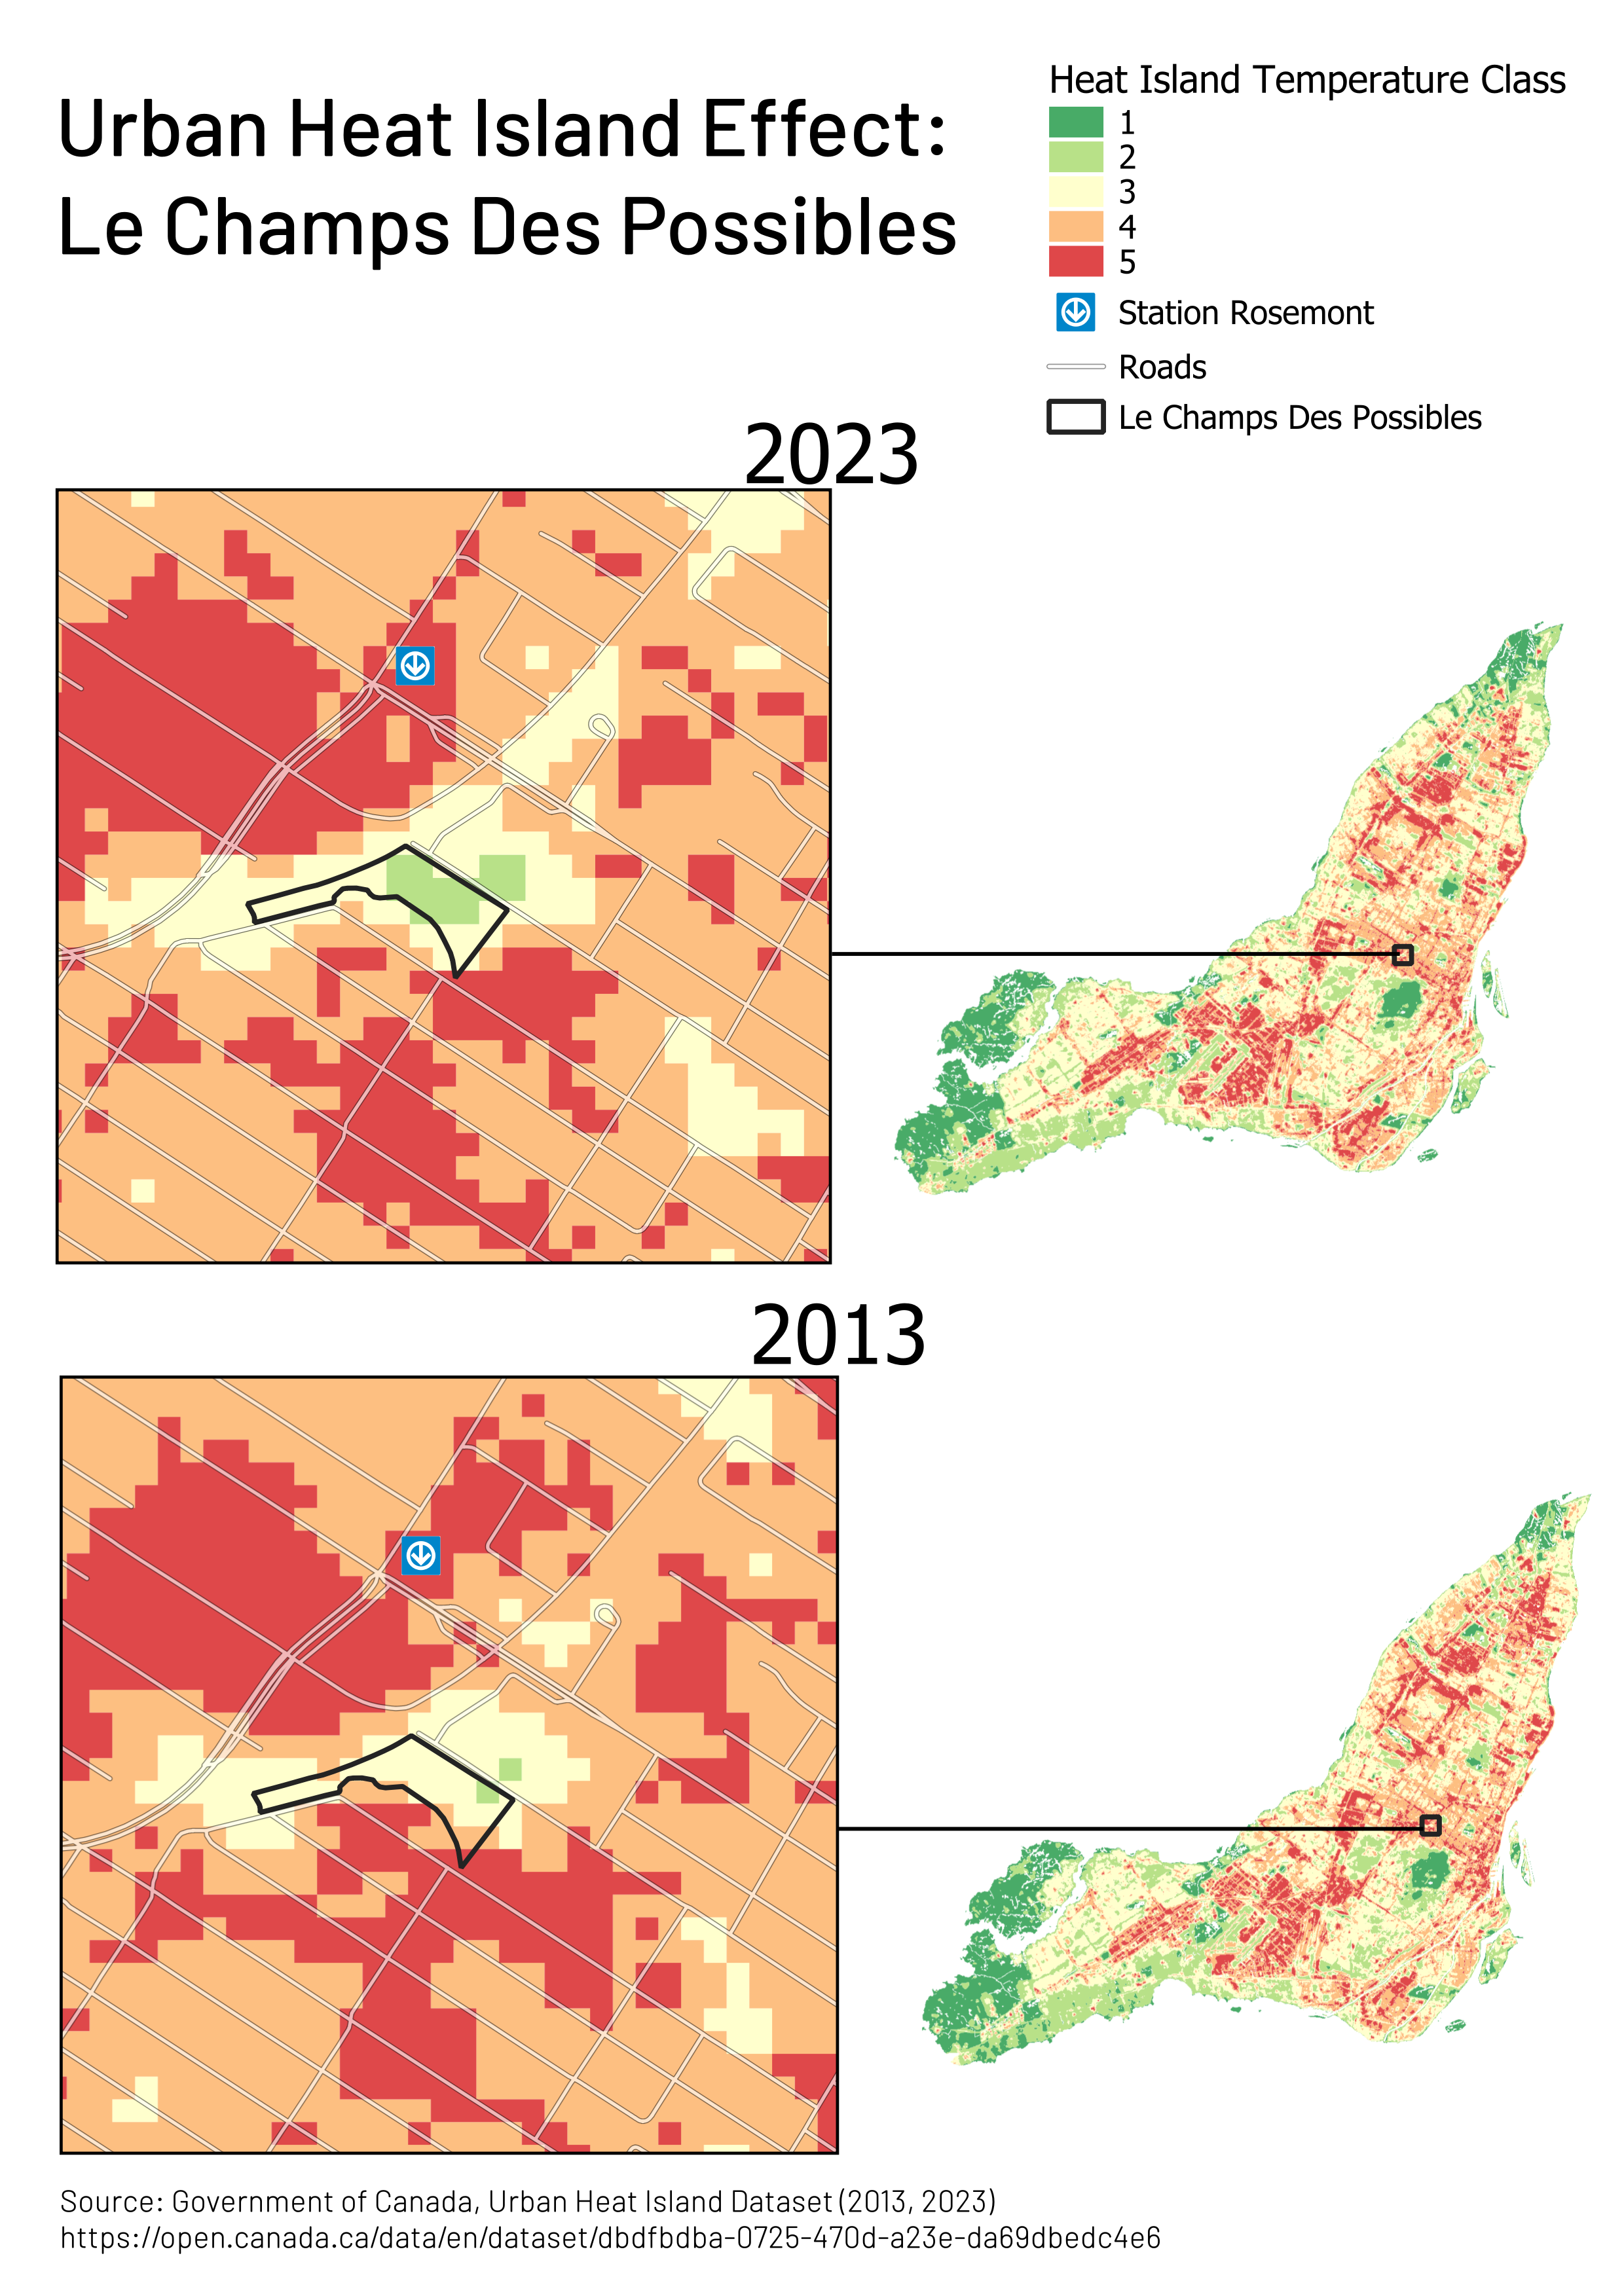 Urban Heat Island Effect:
Le Champs Des Possibles
Heat Island Temperature Class
1
2
3
4
5
Station Rosemont
Roads
Le Champs Des Possibles
2023
2013
Source: Government of Canada, Urban Heat Island Dataset (2013, 2023)
https://open.canada.ca/data/en/dataset/dbdfbdba-0725-470d-a23e-da69dbedc4e6